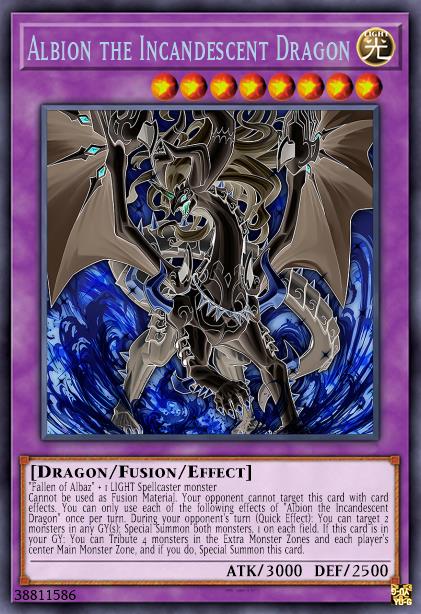 Albion the Incandescent Dragon
LIGHT
光
[Dragon/Fusion/Effect]
"Fallen of Albaz" + 1 LIGHT Spellcaster monster
Cannot be used as Fusion Material. Your opponent cannot target this card with card
effects. You can only use each of the following effects of "Albion the Incandescent
Dragon" once per turn. During your opponent's turn (Quick Effect): You can target 2
monsters in any GY(s); Special Summon both monsters, 1 on each field. If this card is in
your GY: You can Tribute 4 monsters in the Extra Monster Zones and each player's
center Main Monster Zone, and if you do, Special Summon this card.
ATK/3000 DEF/2500
38811586